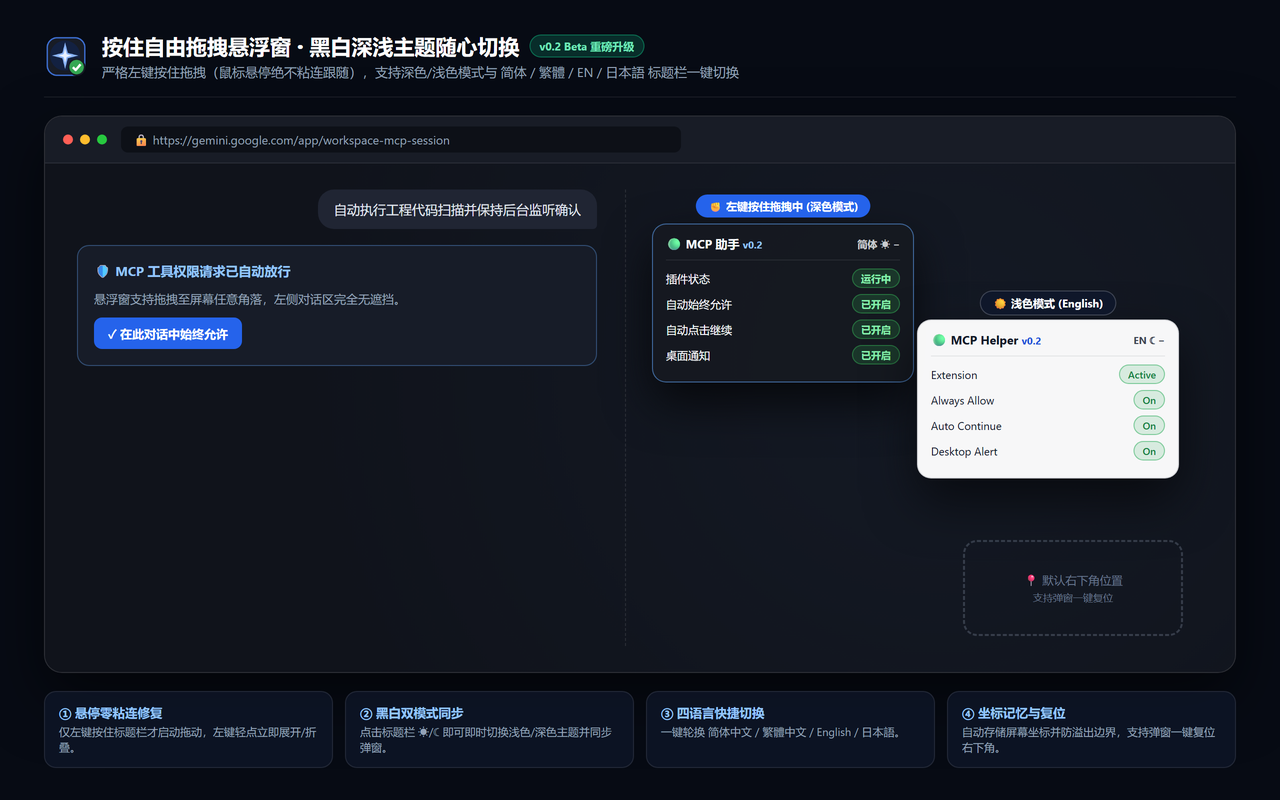 按住自由拖拽悬浮窗 · 黑白深浅主题随心切换
v0.2 Beta 重磅升级
严格左键按住拖拽（鼠标悬停绝不粘连跟随），支持深色/浅色模式与 简体 / 繁體 / EN / 日本語 标题栏一键切换
https://gemini.google.com/app/workspace-mcp-session
自动执行工程代码扫描并保持后台监听确认
MCP 工具权限请求已自动放行
悬浮窗支持拖拽至屏幕任意角落，左侧对话区完全无遮挡。
✓ 在此对话中始终允许
左键按住拖拽中 (深色模式)
MCP 助手 v0.2
简体 ☀ −
插件状态
运行中
自动始终允许
已开启
自动点击继续
已开启
桌面通知
已开启
浅色模式 (English)
MCP Helper v0.2
EN ☾ −
Extension
Active
Always Allow
On
Auto Continue
On
Desktop Alert
On
默认右下角位置
支持弹窗一键复位
① 悬停零粘连修复
仅左键按住标题栏才启动拖动，左键轻点立即展开/折
叠。
② 黑白双模式同步
点击标题栏 ☀/☾ 即可即时切换浅色/深色主题并同步
弹窗。
③ 四语言快捷切换
一键轮换 简体中文 / 繁體中文 / English / 日本語。
④ 坐标记忆与复位
自动存储屏幕坐标并防溢出边界，支持弹窗一键复位
右下角。